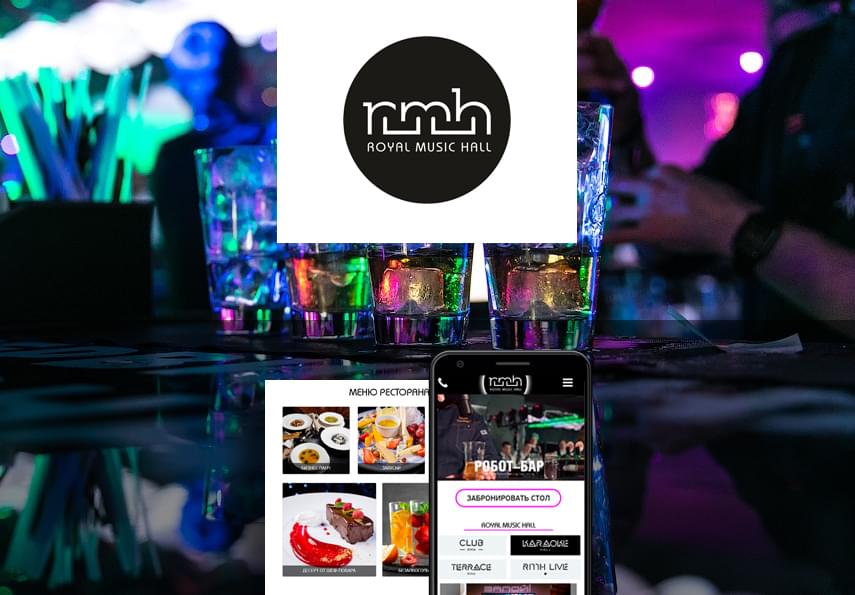 rmh
ROYAL MUSIC HALL
МЕНЮ РЕСТОРАНА
БИЗНЕС ЛАНЧ
ЗАКУСКИ
ДЕСЕРТ ОТ ШЕФ-ПОВАРА
БЕЗАЛКОГОЛЬ
rmh
ROYAL MUSIC HALL
РОБОТ-БАР
ЗАБРОНИРОВАТЬ СТОЛ
ROYAL MUSIC HALL
CLUB
KARAOKE
HALL
TERRACE
RMH LIVE